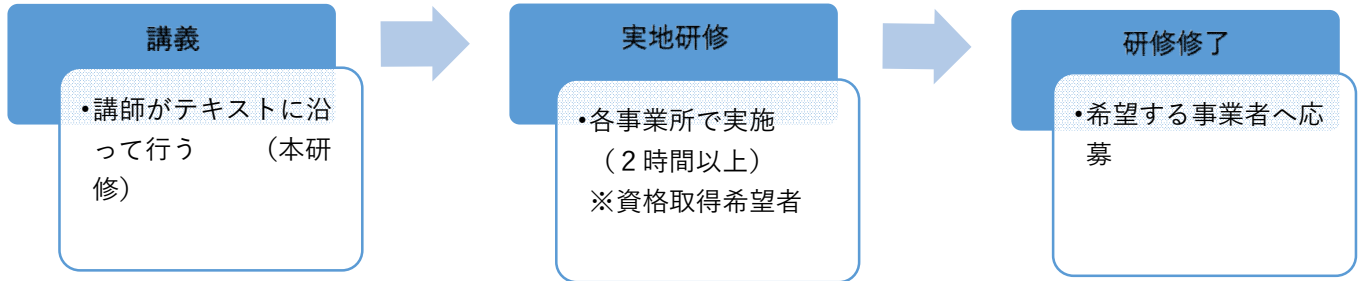 講義
•講師がテキストに沿
って行う　　（本研
修）
実地研修
•各事業所で実施
（２時間以上）
※資格取得希望者
研修修了
•希望する事業者へ応
募